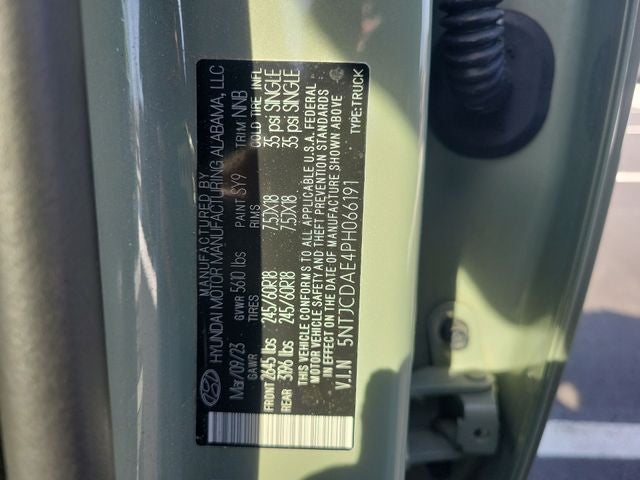 MANUFACTURED BY
HYUNDAI MOTOR MANUFACTURING ALABAMA, LLC
Mar/09/23 GVWR 5610 lbs PAINT SY9 TRIM NNB
GAWR TIRES RIMS COLD TIRE INFL
FRONT 2645 lbs 245/60R18 7.5JX18 35 psi SINGLE
REAR 3196 lbs 245/60R18 7.5JX18 35 psi SINGLE
THIS VEHICLE CONFORMS TO ALL APPLICABLE U.S.A. FEDERAL
MOTOR VEHICLE SAFETY AND THEFT PREVENTION STANDARDS
IN EFFECT ON THE DATE OF MANUFACTURE SHOWN ABOVE
V.I.N 5NTJCDAE4PH066191 TYPE:TRUCK